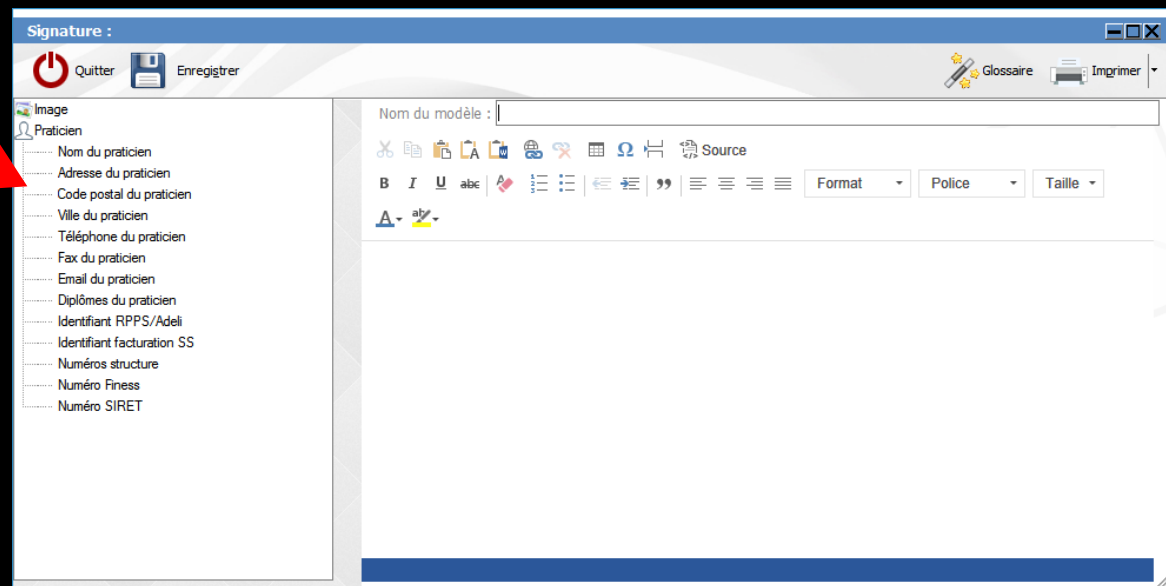 Signature :
Quitter Enregistrer Glossaire Imprimer
Image
Praticien
Nom du praticien
Adresse du praticien
Code postal du praticien
Ville du praticien
Téléphone du praticien
Fax du praticien
Email du praticien
Diplômes du praticien
Identifiant RPPS/Adeli
Identifiant facturation SS
Numéros structure
Numéro Finess
Numéro SIRET
Nom du modèle :
Source
B I U abc Format Police Taille
A ab